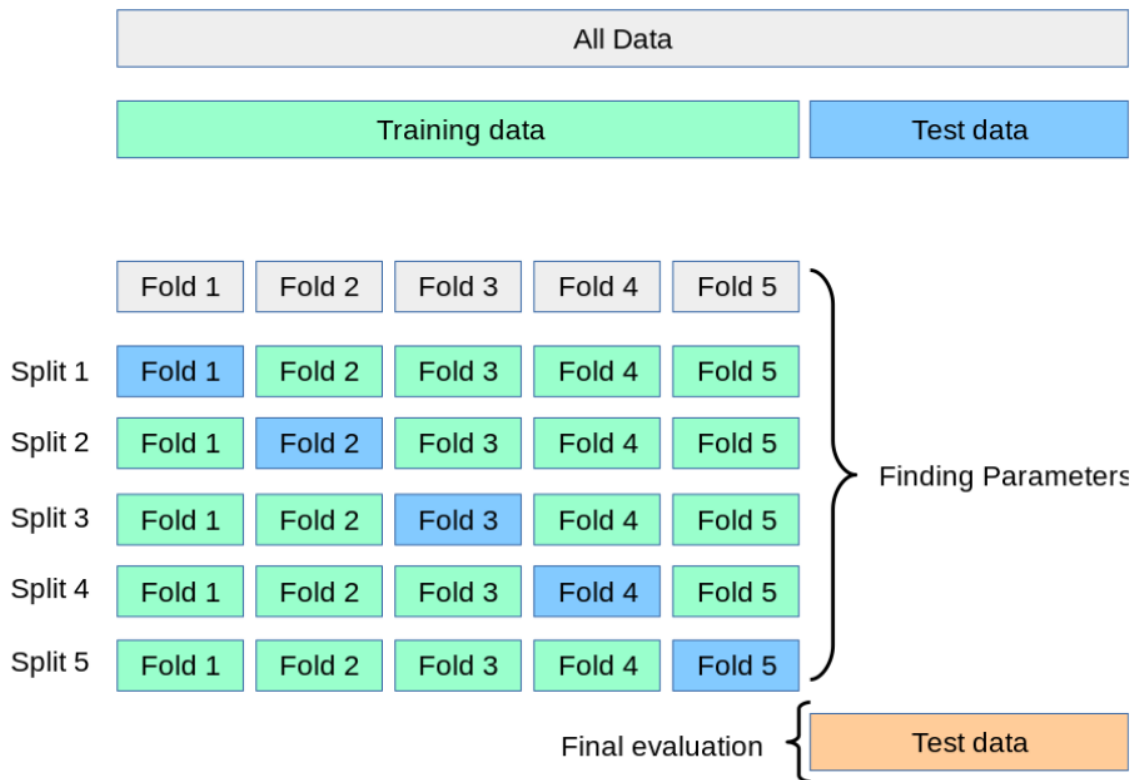 All Data
Training data Test data
Fold 1 Fold 2 Fold 3 Fold 4 Fold 5
Split 1 Fold 1 Fold 2 Fold 3 Fold 4 Fold 5
Split 2 Fold 1 Fold 2 Fold 3 Fold 4 Fold 5
Finding Parameters
Split 3 Fold 1 Fold 2 Fold 3 Fold 4 Fold 5
Split 4 Fold 1 Fold 2 Fold 3 Fold 4 Fold 5
Split 5 Fold 1 Fold 2 Fold 3 Fold 4 Fold 5
Final evaluation Test data